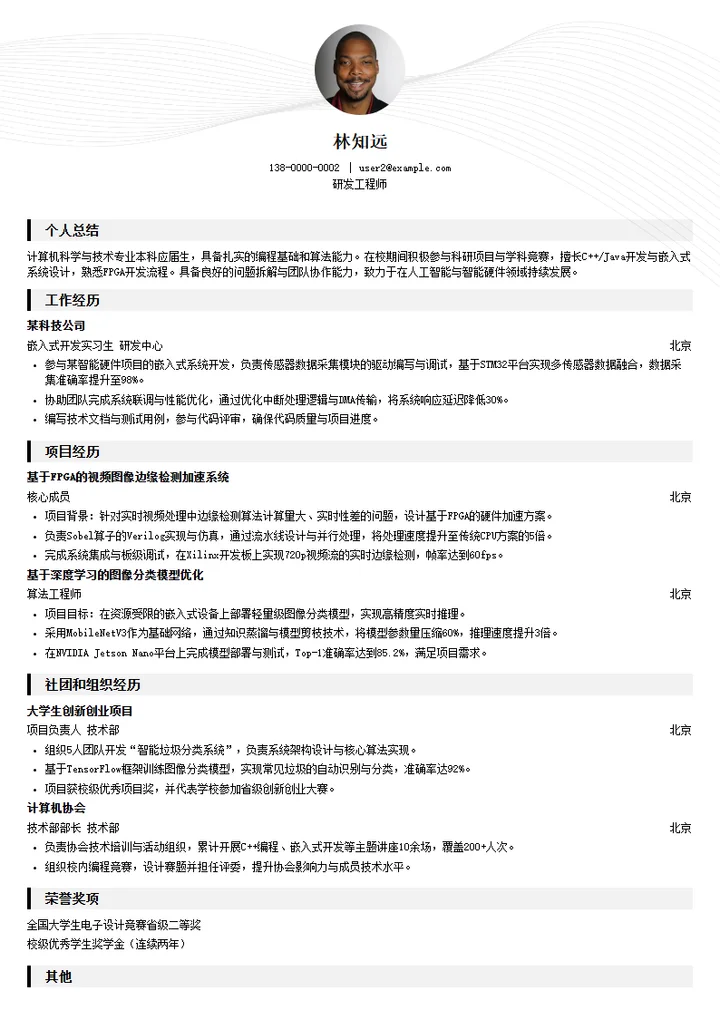 林知远
138-0000-0002 | user2@example.com
研发工程师
个人总结
计算机科学与技术专业本科应届生，具备扎实的编程基础和算法能力。在校期间积极参与科研项目与学科竞赛，擅长C++/Java开发与嵌入式
系统设计，熟悉FPGA开发流程。具备良好的问题拆解与团队协作能力，致力于在人工智能与智能硬件领域持续发展。
工作经历
某科技公司
嵌入式开发实习生 研发中心 北京
• 参与某智能硬件项目的嵌入式系统开发，负责传感器数据采集模块的驱动编写与调试，基于STM32平台实现多传感器数据融合，数据采
集准确率提升至98%。
• 协助团队完成系统联调与性能优化，通过优化中断处理逻辑与DMA传输，将系统响应延迟降低30%。
• 编写技术文档与测试用例，参与代码评审，确保代码质量与项目进度。
项目经历
基于FPGA的视频图像边缘检测加速系统
核心成员 北京
• 项目背景：针对实时视频处理中边缘检测算法计算量大、实时性差的问题，设计基于FPGA的硬件加速方案。
• 负责Sobel算子的Verilog实现与仿真，通过流水线设计与并行处理，将处理速度提升至传统CPU方案的5倍。
• 完成系统集成与板级调试，在Xilinx开发板上实现720p视频流的实时边缘检测，帧率达到60fps。
基于深度学习的图像分类模型优化
算法工程师 北京
• 项目目标：在资源受限的嵌入式设备上部署轻量级图像分类模型，实现高精度实时推理。
• 采用MobileNetV3作为基础网络，通过知识蒸馏与模型剪枝技术，将模型参数量压缩60%，推理速度提升3倍。
• 在NVIDIA Jetson Nano平台上完成模型部署与测试，Top-1准确率达到85.2%，满足项目需求。
社团和组织经历
大学生创新创业项目
项目负责人 技术部 北京
• 组织5人团队开发“智能垃圾分类系统”，负责系统架构设计与核心算法实现。
• 基于TensorFlow框架训练图像分类模型，实现常见垃圾的自动识别与分类，准确率达92%。
• 项目获校级优秀项目奖，并代表学校参加省级创新创业大赛。
计算机协会
技术部部长 技术部 北京
• 负责协会技术培训与活动组织，累计开展C++编程、嵌入式开发等主题讲座10余场，覆盖200+人次。
• 组织校内编程竞赛，设计赛题并担任评委，提升协会影响力与成员技术水平。
荣誉奖项
全国大学生电子设计竞赛省级二等奖
校级优秀学生奖学金（连续两年）
其他